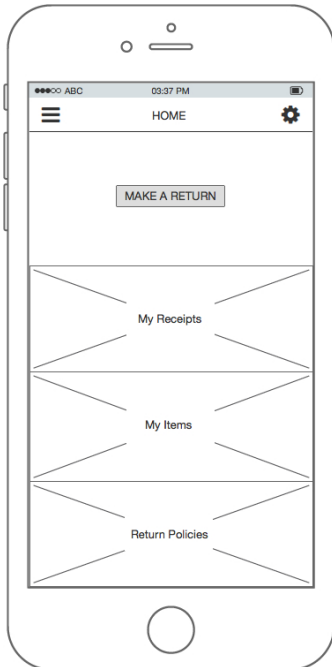 ABC 03:37 PM
HOME
MAKE A RETURN
My Receipts
My Items
Return Policies